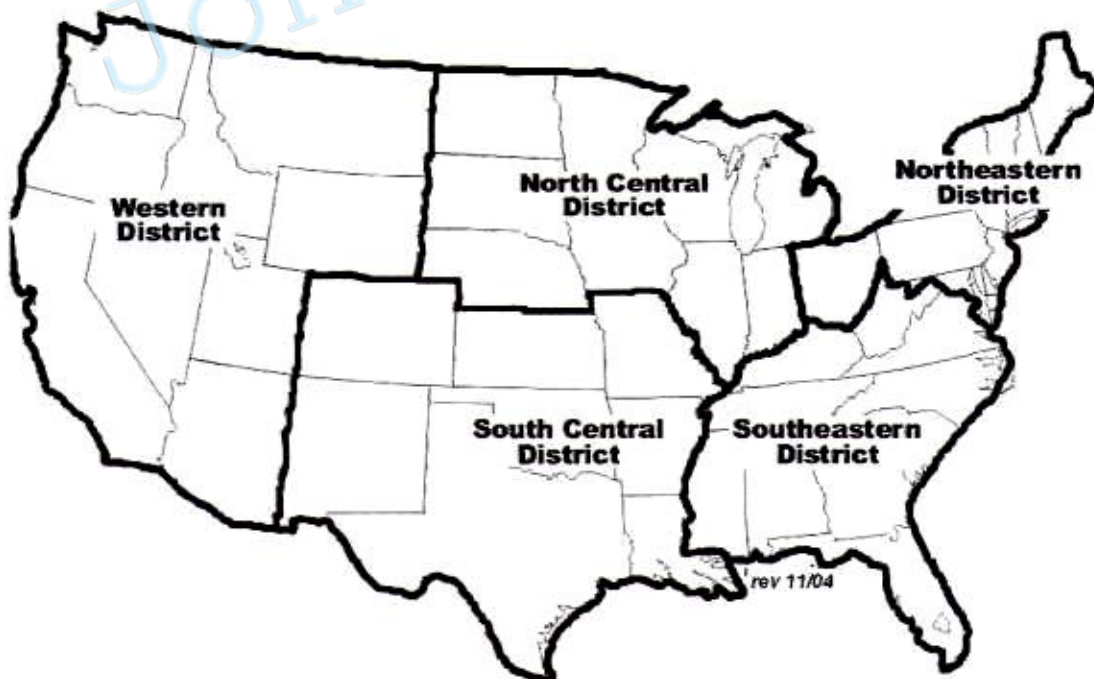 Western
District
North Central
District
Northeastern
District
South Central
District
Southeastern
District
rev 11/04